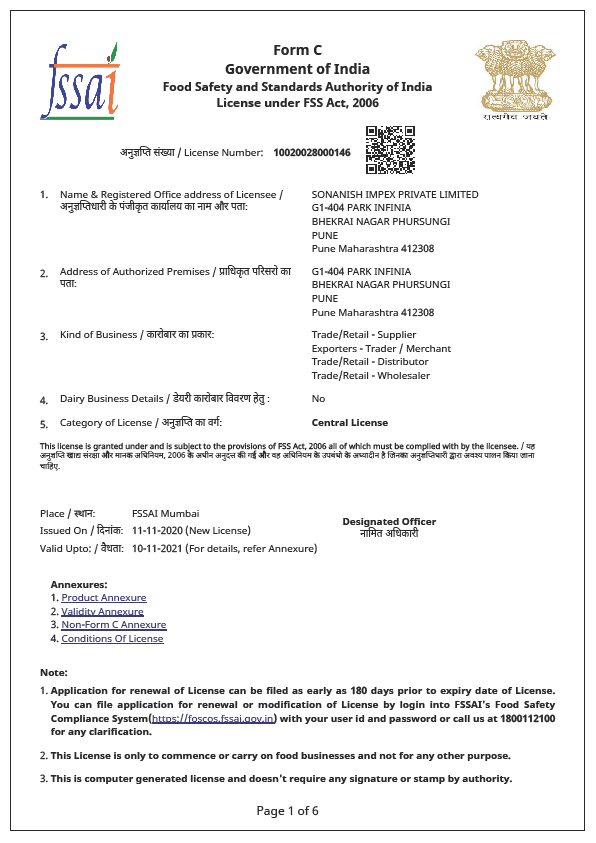 fssai
Form C
Government of India
Food Safety and Standards Authority of India
License under FSS Act, 2006
सत्यमेव जयते
अनुज्ञप्ति संख्या / License Number: 10020028000146
1. Name & Registered Office address of Licensee /
अनुज्ञप्तिधारी के पंजीकृत कार्यालय का नाम और पता:
SONANISH IMPEX PRIVATE LIMITED
G1-404 PARK INFINIA
BHEKRAI NAGAR PHURSUNGI
PUNE
Pune Maharashtra 412308
2. Address of Authorized Premises / प्राधिकृत परिसरो का
पता:
G1-404 PARK INFINIA
BHEKRAI NAGAR PHURSUNGI
PUNE
Pune Maharashtra 412308
3. Kind of Business / कारोबार का प्रकार:
Trade/Retail - Supplier
Exporters - Trader / Merchant
Trade/Retail - Distributor
Trade/Retail - Wholesaler
4. Dairy Business Details / डेयरी कारोबार विवरण हेतु : No
5. Category of License / अनुज्ञप्ति का वर्ग: Central License
This license is granted under and is subject to the provisions of FSS Act, 2006 all of which must be complied with by the licensee. / यह
अनुज्ञप्ति खाद्य संरक्षा और मानक अधिनियम, 2006 के अधीन अनुदत्त की गई और वह अधिनियम के उपबंधो के अध्यादीन है जिनका अनुज्ञप्तिधारी द्वारा अवश्य पालन किया जाना
चाहिए.
Place / स्थान: FSSAI Mumbai
Issued On / दिनांक: 11-11-2020 (New License)
Valid Upto: / वैधता: 10-11-2021 (For details, refer Annexure)
Designated Officer
नामित अधिकारी
Annexures:
1. Product Annexure
2. Validity Annexure
3. Non-Form C Annexure
4. Conditions Of License
Note:
1. Application for renewal of License can be filed as early as 180 days prior to expiry date of License.
You can file application for renewal or modification of License by login into FSSAI's Food Safety
Compliance System(https://foscos.fssai.gov.in) with your user id and password or call us at 1800112100
for any clarification.
2. This License is only to commence or carry on food businesses and not for any other purpose.
3. This is computer generated license and doesn't require any signature or stamp by authority.
Page 1 of 6